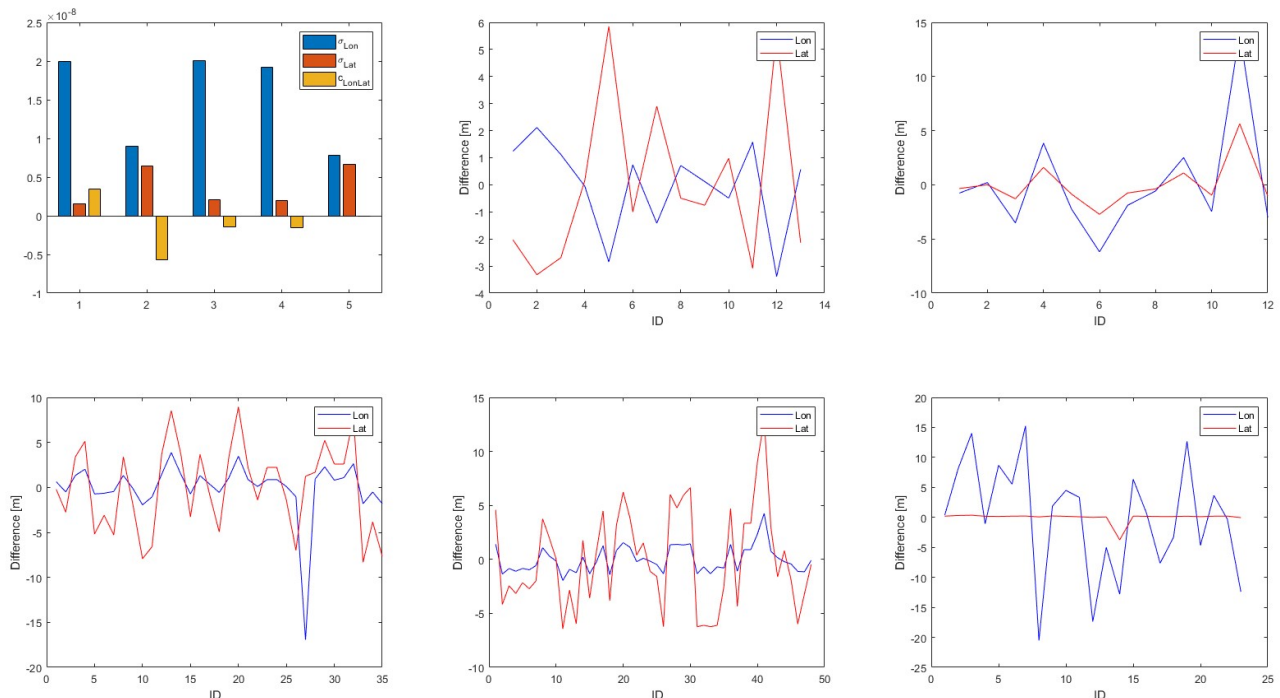 ×10⁻⁸
2.5
2
1.5
1
0.5
0
-0.5
-1
1 2 3 4 5
σLon
σLat
cLonLat
6
5
4
3
2
1
0
-1
-2
-3
-4
0 2 4 6 8 10 12 14
Difference [m]
ID
Lon
Lat
15
10
5
0
-5
-10
0 2 4 6 8 10 12
Difference [m]
ID
Lon
Lat
10
5
0
-5
-10
-15
-20
0 5 10 15 20 25 30 35
Difference [m]
ID
Lon
Lat
15
10
5
0
-5
-10
0 10 20 30 40 50
Difference [m]
ID
Lon
Lat
20
15
10
5
0
-5
-10
-15
-20
-25
0 5 10 15 20 25
Difference [m]
ID
Lon
Lat